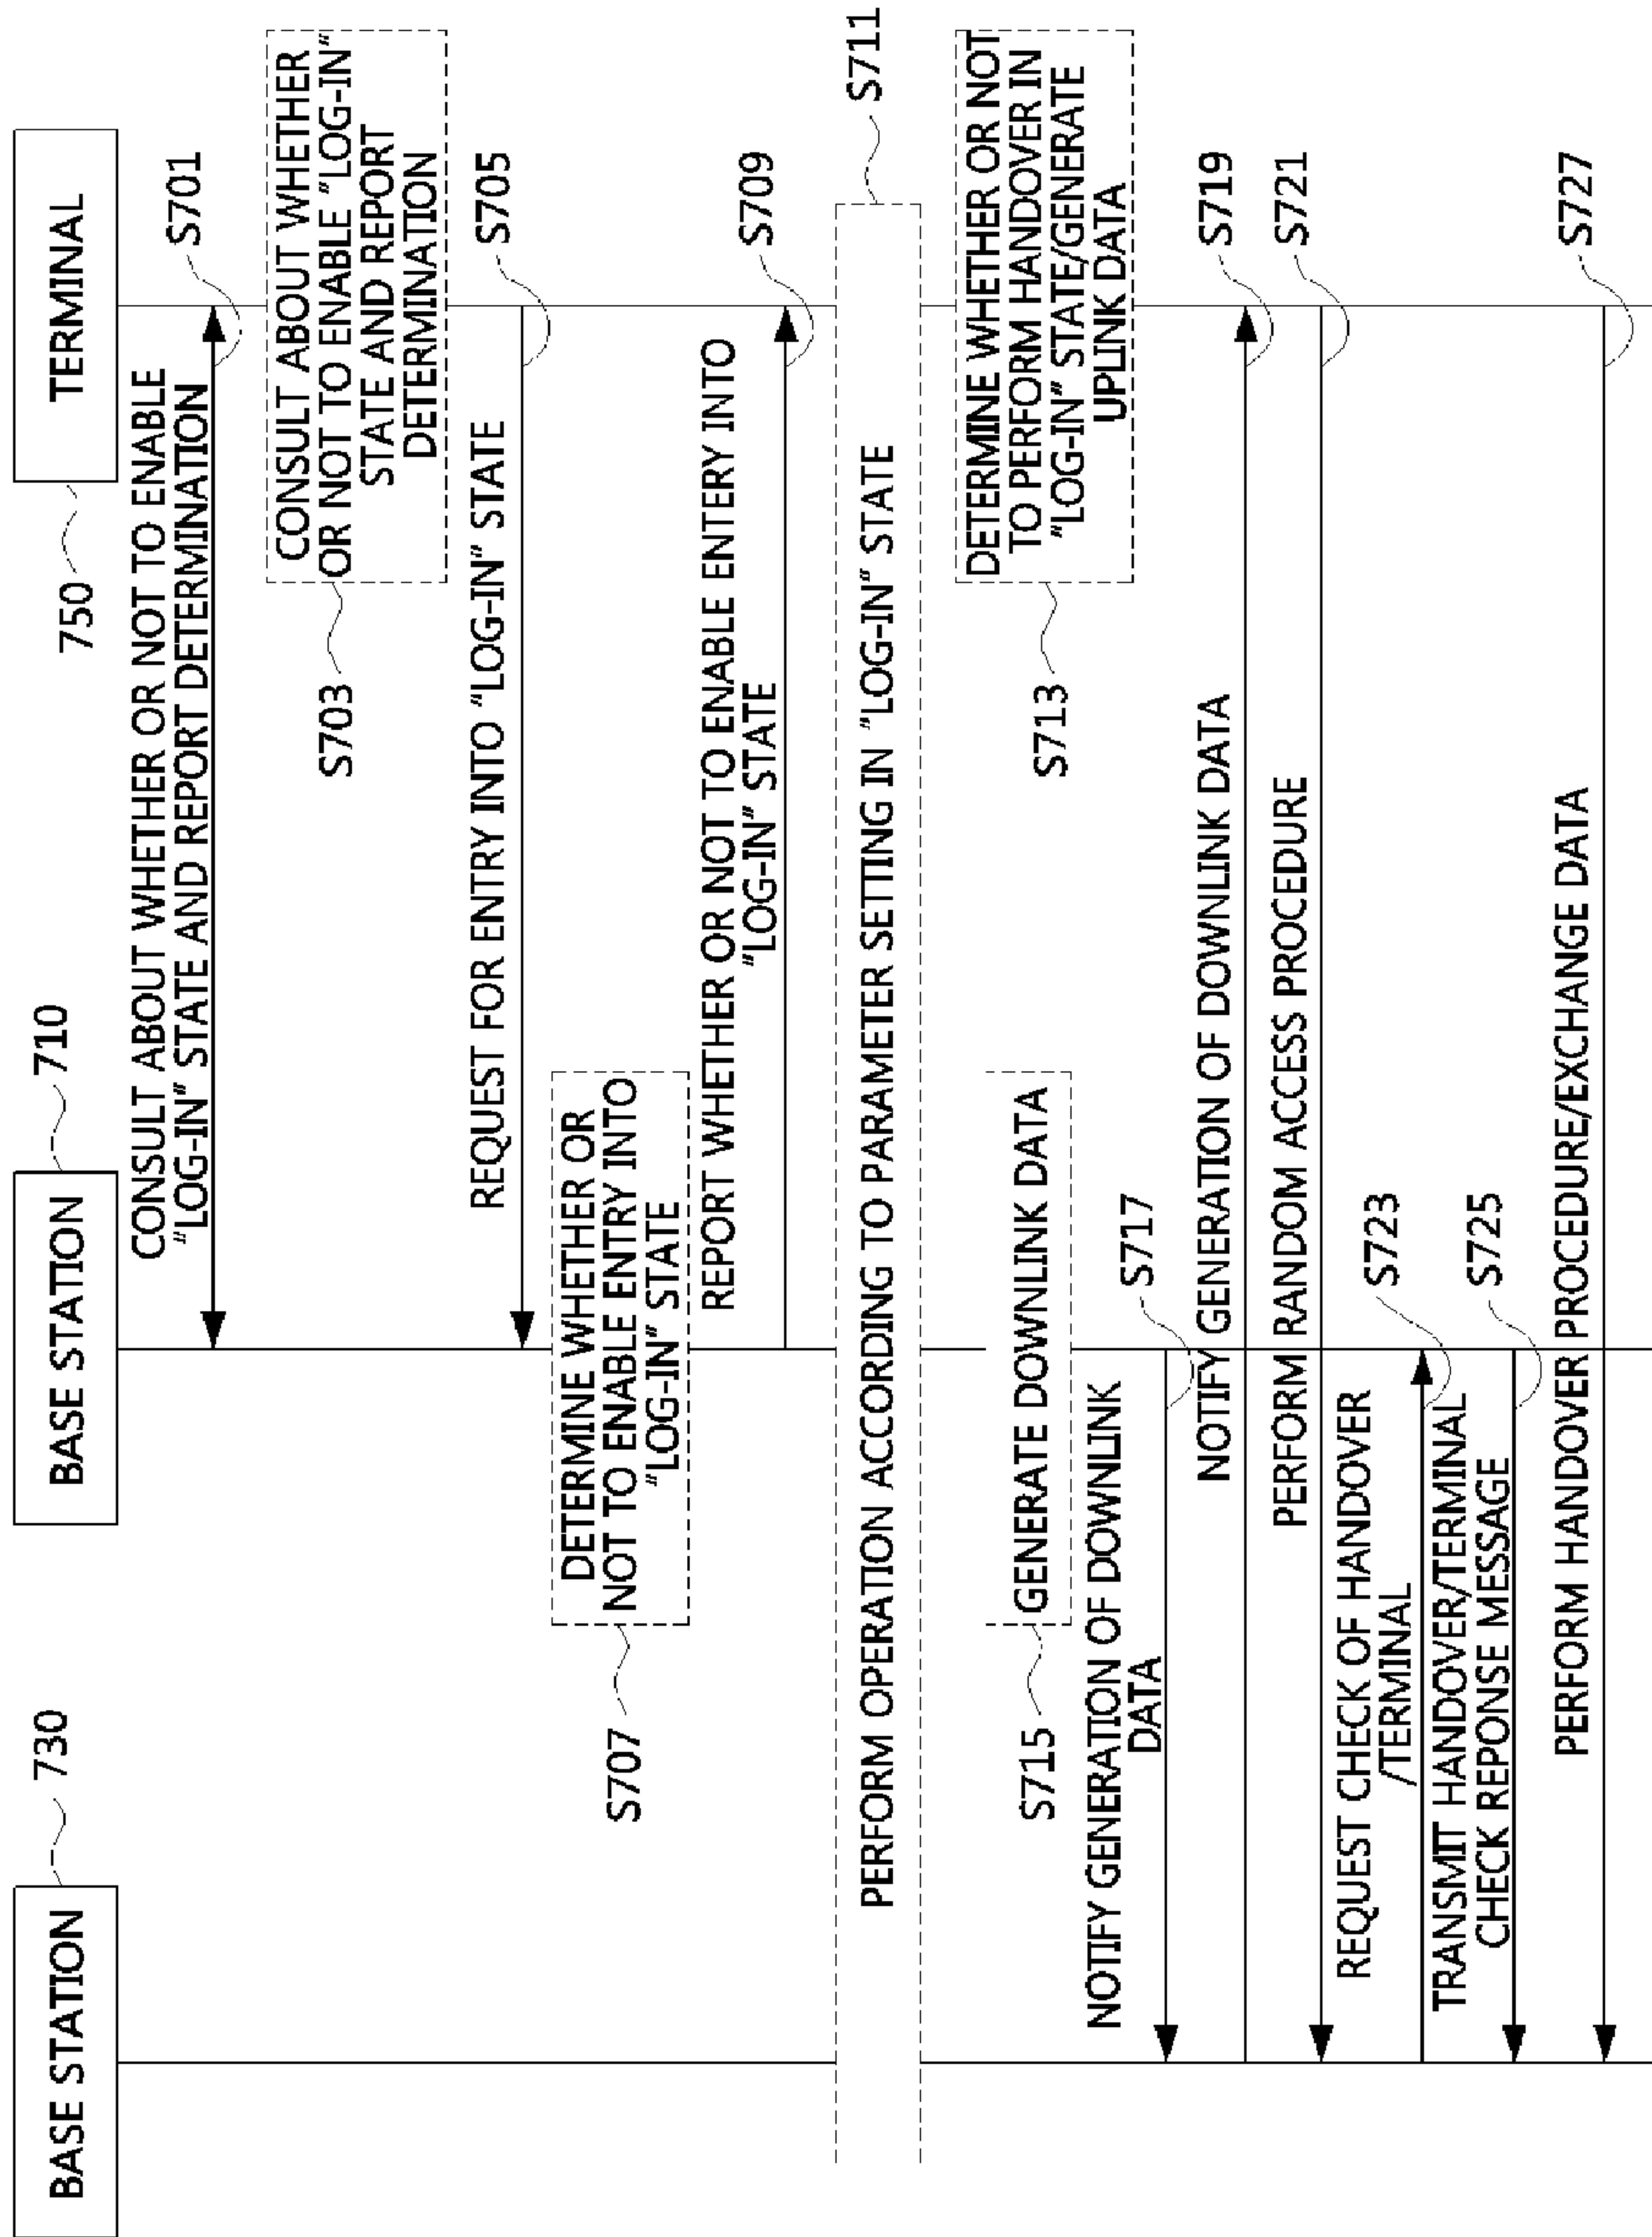 BASE STATION
730
BASE STATION
710
TERMINAL
750
CONSULT ABOUT WHETHER OR NOT TO ENABLE
"LOG-IN" STATE AND REPORT DETERMINATION
S701
CONSULT ABOUT WHETHER
OR NOT TO ENABLE "LOG-IN"
STATE AND REPORT
DETERMINATION
S703
REQUEST FOR ENTRY INTO "LOG-IN" STATE
S705
DETERMINE WHETHER OR
NOT TO ENABLE ENTRY INTO
"LOG-IN" STATE
S707
REPORT WHETHER OR NOT TO ENABLE ENTERY INTO
"LOG-IN" STATE
S709
PERFORM OPERATION ACCORDING TO PARAMETER SETTING IN "LOG-IN" STATE
S711
DETERMINE WHETHER OR NOT
TO PERFORM HANDOVER IN
"LOG-IN" STATE/GENERATE
UPLINK DATA
S713
GENERATE DOWNLINK DATA
S715
NOTIFY GENERATION OF DOWNLINK
DATA
S717
NOTIFY GENERATION OF DOWNLINK DATA
S719
PERFORM RANDOM ACCESS PROCEDURE
S721
REQUEST CHECK OF HANDOVER
/TERMINAL
S723
TRANSMIT HANDOVER/TERMINAL
CHECK REPONSE MESSAGE
S725
PERFORM HANDOVER PROCEDURE/EXCHANGE DATA
S727